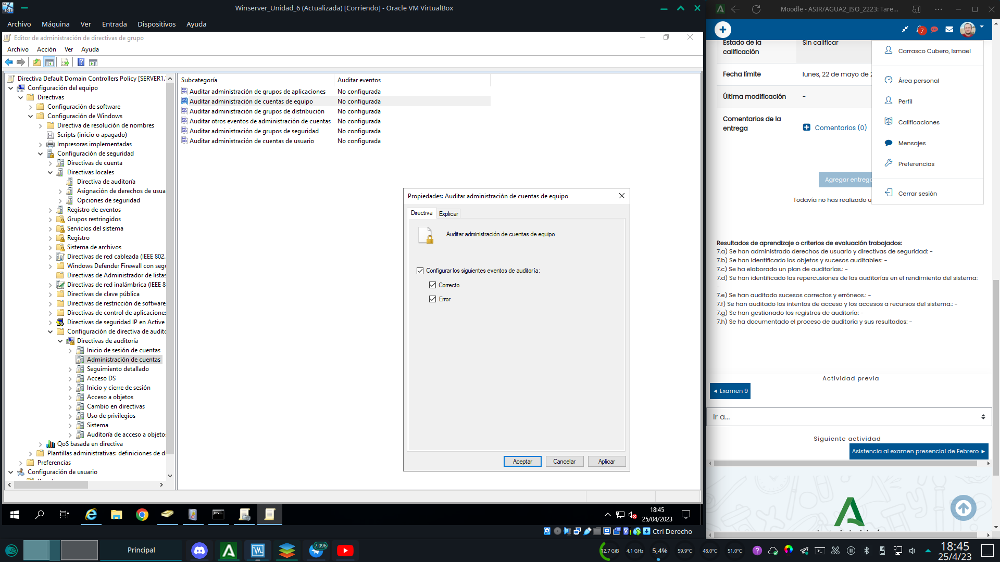 Winserver_Unidad_6 (Actualizada) [Corriendo] - Oracle VM VirtualBox
Archivo Máquina Ver Entrada Dispositivos Ayuda
Editor de administración de directivas de grupo
Archivo Acción Ver Ayuda
Directiva Default Domain Controllers Policy [SERVER1.
Configuración del equipo
Directivas
Configuración de software
Configuración de Windows
Directiva de resolución de nombres
Scripts (inicio o apagado)
Impresoras implementadas
Configuración de seguridad
Directivas de cuenta
Directivas locales
Directiva de auditoría
Asignación de derechos de usua
Opciones de seguridad
Registro de eventos
Grupos restringidos
Servicios del sistema
Registro
Sistema de archivos
Directivas de red cableada (IEEE 802.
Windows Defender Firewall con segu
Directivas de Administrador de listas
Directivas de red inalámbrica (IEEE 8
Directivas de clave pública
Directivas de restricción de software
Directivas de control de aplicaciones
Directivas de seguridad IP en Active
Configuración de directiva de audito
Directivas de auditoría
Inicio de sesión de cuentas
Administración de cuentas
Seguimiento detallado
Acceso DS
Inicio y cierre de sesión
Acceso a objetos
Cambio en directivas
Uso de privilegios
Sistema
Auditoría de acceso a objeto
QoS basada en directiva
Plantillas administrativas: definiciones de d
Preferencias
Configuración de usuario
Subcategoría Auditar eventos
Auditar administración de grupos de aplicaciones No configurada
Auditar administración de cuentas de equipo No configurada
Auditar administración de grupos de distribución No configurada
Auditar otros eventos de administración de cuentas No configurada
Auditar administración de grupos de seguridad No configurada
Auditar administración de cuentas de usuario No configurada
Propiedades: Auditar administración de cuentas de equipo
Directiva Explicar
Auditar administración de cuentas de equipo
Configurar los siguientes eventos de auditoría:
Correcto
Error
Aceptar Cancelar Aplicar
18:45
25/04/2023
Ctrl Derecho
Moodle - ASIR/AGUA2_ISO_2223: Tare...
7
Estado de la calificación
Sin calificar
Fecha límite
lunes, 22 de mayo de 2
Última modificación
-
Comentarios de la entrega
Comentarios (0)
Agregar entrega
Todavía no has realizado u
Carrasco Cubero, Ismael
Área personal
Perfil
Calificaciones
Mensajes
Preferencias
Cerrar sesión
Resultados de aprendizaje o criterios de evaluación trabajados:
7.a) Se han administrado derechos de usuario y directivas de seguridad: -
7.b) Se han identificado los objetos y sucesos auditables: -
7.c) Se ha elaborado un plan de auditorías.: -
7.d) Se han identificado las repercusiones de las auditorías en el rendimiento del sistema:
-
7.e) Se han auditado sucesos correctos y erróneos.: -
7.f) Se han auditado los intentos de acceso y los accesos a recursos del sistema.: -
7.g) Se han gestionado los registros de auditoría: -
7.h) Se ha documentado el proceso de auditoría y sus resultados: -
Actividad previa
◄ Examen 9
Ir a...
Siguiente actividad
Asistencia al examen presencial de Febrero ►
Principal
7.096
12,7 GiB
4,1 GHz
5,4%
59,9°C
48,0°C
51,0°C
18:45
25/4/23